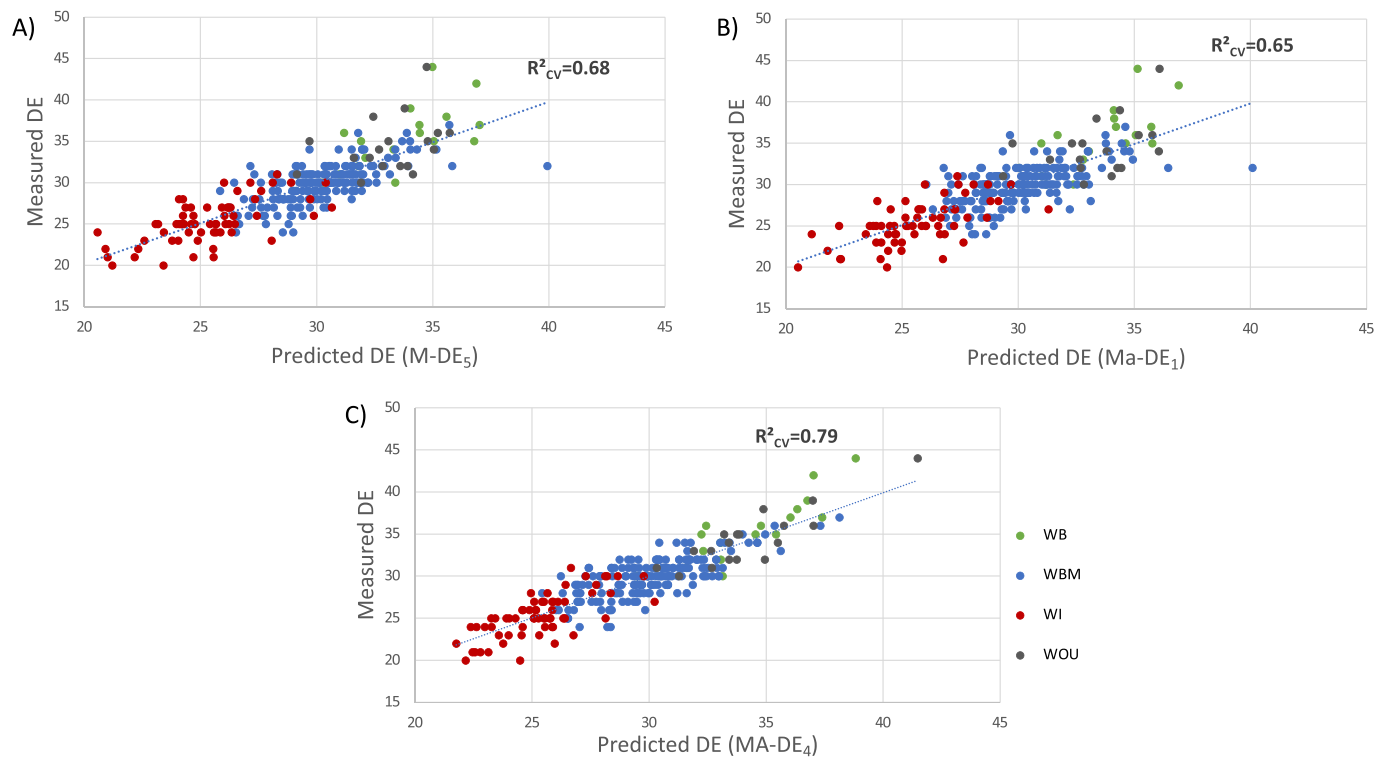 A)
R²CV=0.68
Measured DE
50
45
40
35
30
25
20
15
20 25 30 35 40 45
Predicted DE (M-DE5)
B)
R²CV=0.65
Measured DE
50
45
40
35
30
25
20
15
20 25 30 35 40 45
Predicted DE (Ma-DE1)
C)
R²CV=0.79
Measured DE
50
45
40
35
30
25
20
15
20 25 30 35 40 45
Predicted DE (MA-DE4)
WB
WBM
WI
WOU